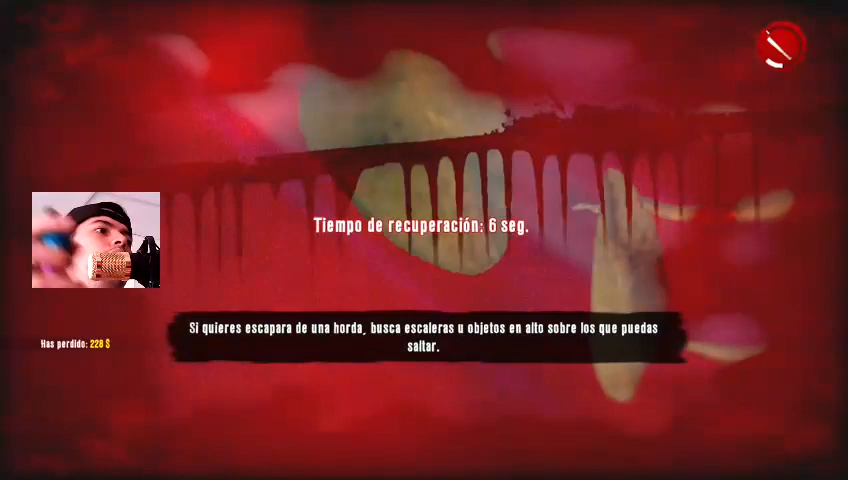 Tiempo de recuperación: 6 seg.
Si quieres escapara de una horda, busca escaleras u objetos en alto sobre los que puedas
saltar.
Has perdido: 228 $